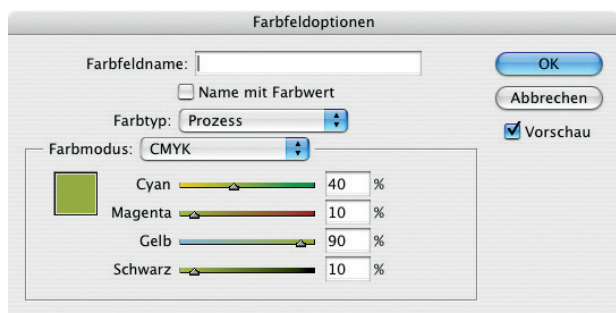 Farbfeldoptionen
Farbfeldname:
OK
Name mit Farbwert
Abbrechen
Farbtyp: Prozess
Vorschau
Farbmodus: CMYK
Cyan 40 %
Magenta 10 %
Gelb 90 %
Schwarz 10 %